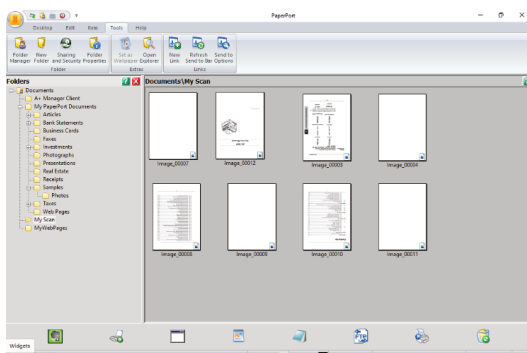 PaperPort
Desktop Edit Item Tools Help
Folder Manager
New Folder
Sharing and Security
Folder Properties
Set as Wallpaper
Open Explorer
New Link
Refresh Send to Bar
Send to Options
Folder Extras Links
Folders
Documents\My Scan
Documents
A+ Manager Client
My PaperPort Documents
Articles
Bank Statements
Business Cards
Faxes
Investments
Photographs
Presentations
Real Estate
Receipts
Samples
Photos
Taxes
Web Pages
My Scan
MyWebPages
Image_00007 Image_00012 Image_00003 Image_00004
Image_00008 Image_00009 Image_00010 Image_00011
FTP
Widgets